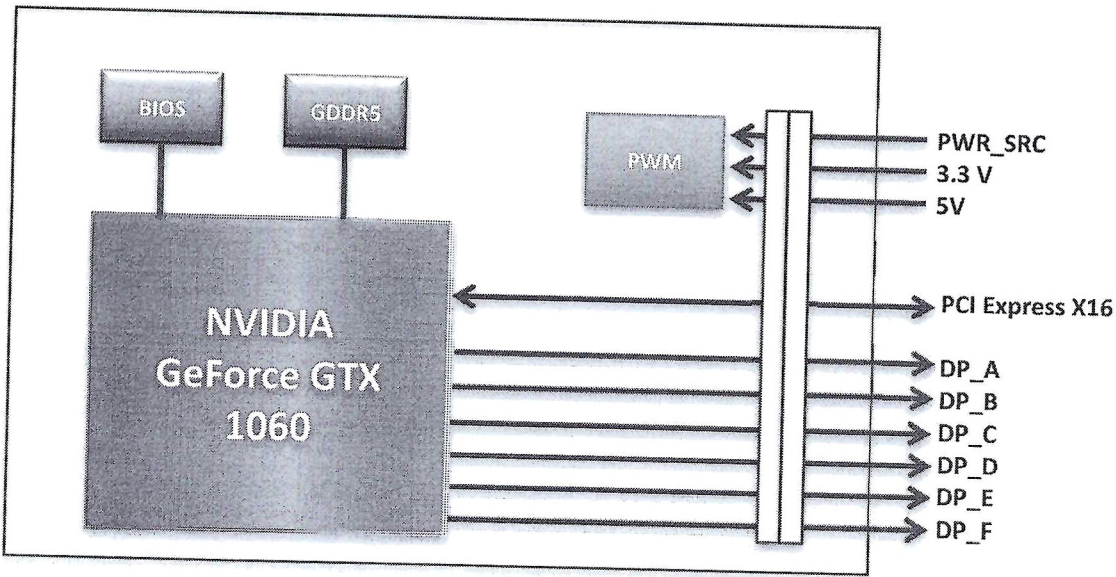 BIOS
GDDR5
PWM
PWR_SRC
3.3 V
5V
NVIDIA
GeForce GTX
1060
PCI Express X16
DP_A
DP_B
DP_C
DP_D
DP_E
DP_F